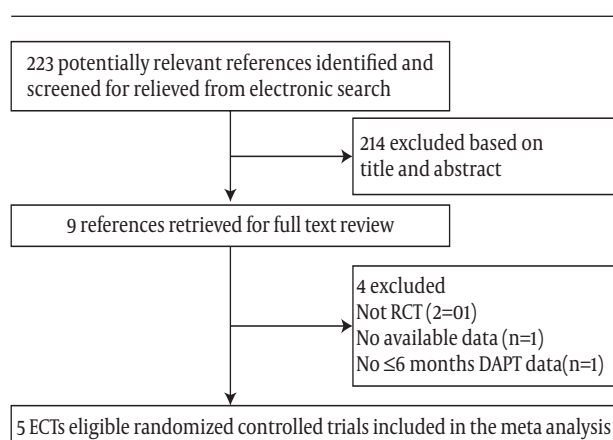 223 potentially relevant references identified and
screened for relieved from electronic search
214 excluded based on
title and abstract
9 references retrieved for full text review
4 excluded
Not RCT (2=01)
No available data (n=1)
No ≤6 months DAPT data(n=1)
5 ECTs eligible randomized controlled trials included in the meta analysis